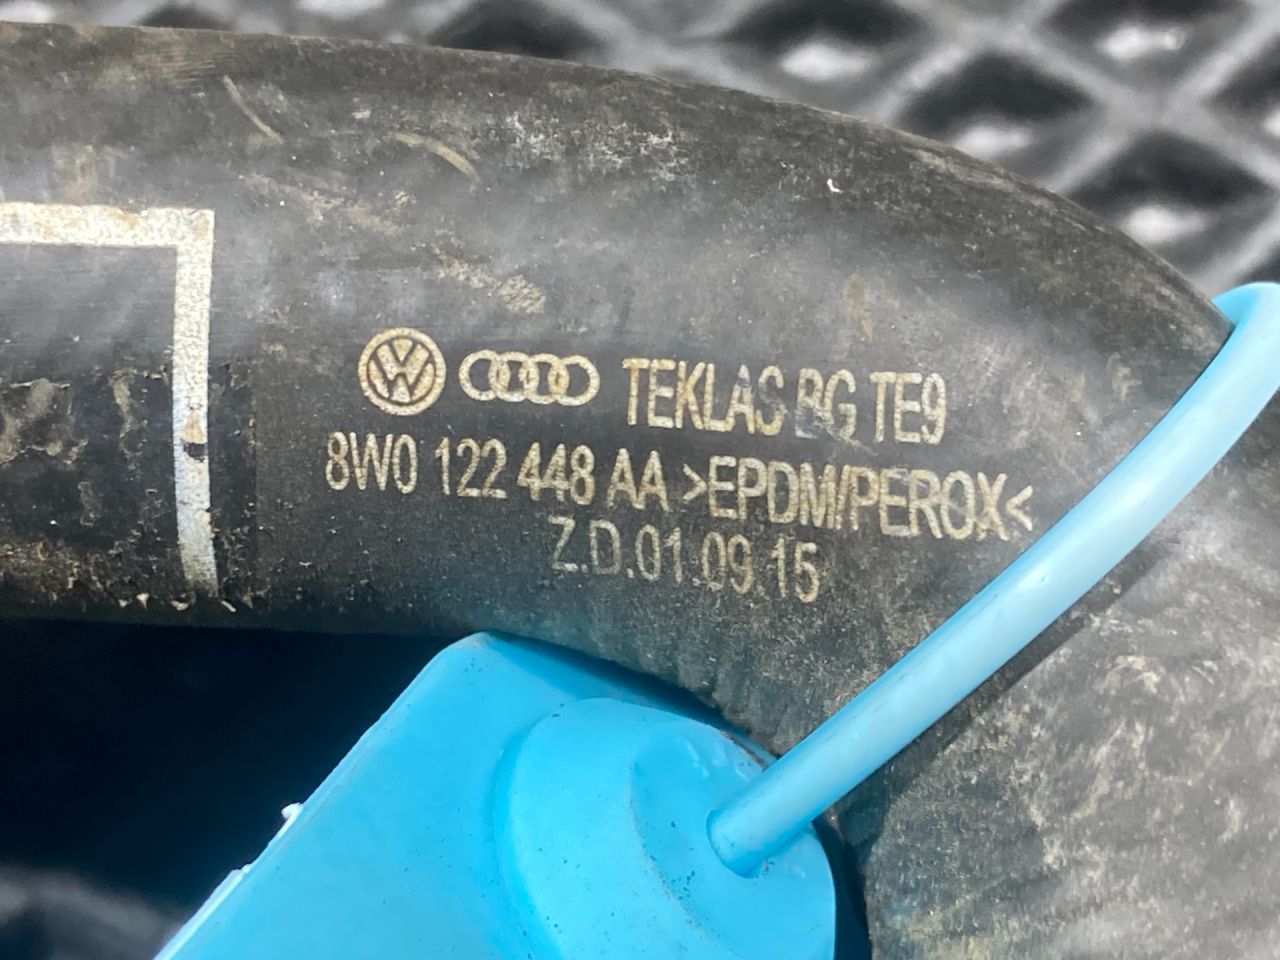 TEKLAS BG TE9
8W0 122 448 AA >EPDM/PEROX<
Z.D.01.09.15